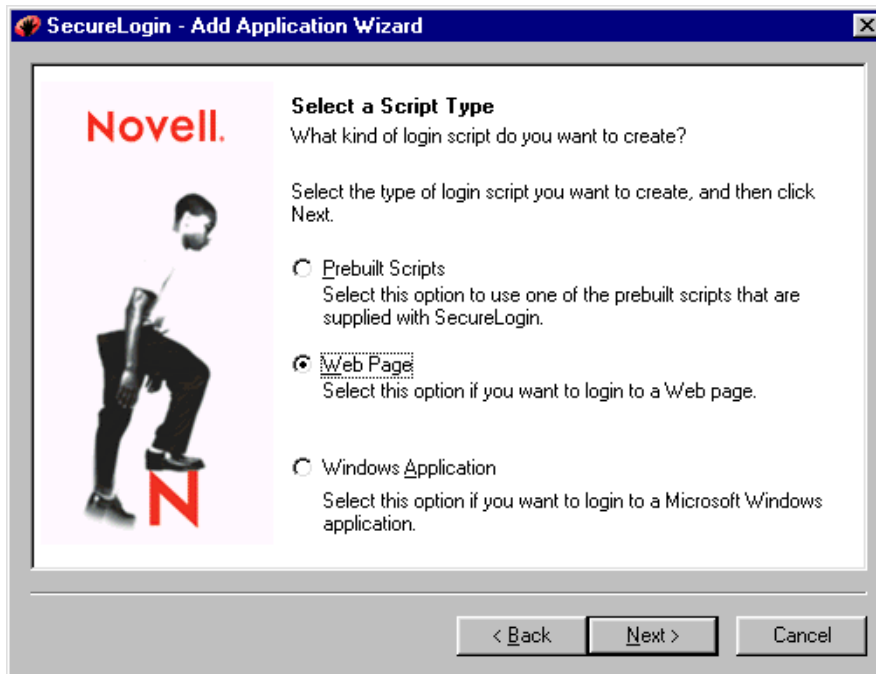 SecureLogin - Add Application Wizard
Novell.
Select a Script Type
What kind of login script do you want to create?
Select the type of login script you want to create, and then click
Next.
Prebuilt Scripts
Select this option to use one of the prebuilt scripts that are
supplied with SecureLogin.
Web Page
Select this option if you want to login to a Web page.
Windows Application
Select this option if you want to login to a Microsoft Windows
application.
N
< Back
Next >
Cancel